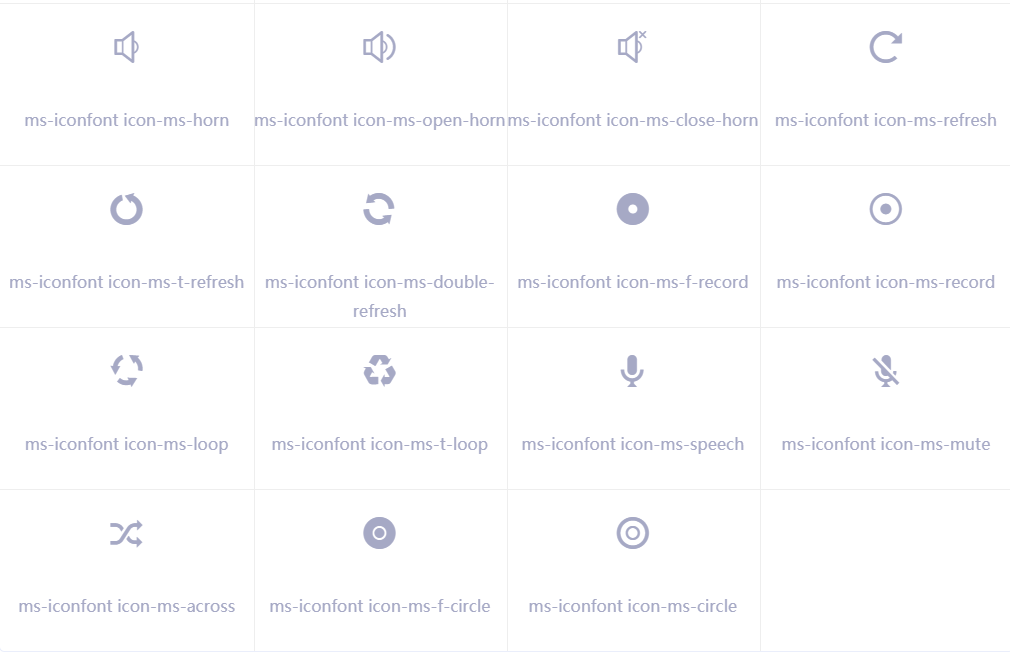 ms-iconfont icon-ms-horn
ms-iconfont icon-ms-open-horn
ms-iconfont icon-ms-close-horn
ms-iconfont icon-ms-refresh
ms-iconfont icon-ms-t-refresh
ms-iconfont icon-ms-double-
refresh
ms-iconfont icon-ms-f-record
ms-iconfont icon-ms-record
ms-iconfont icon-ms-loop
ms-iconfont icon-ms-t-loop
ms-iconfont icon-ms-speech
ms-iconfont icon-ms-mute
ms-iconfont icon-ms-across
ms-iconfont icon-ms-f-circle
ms-iconfont icon-ms-circle